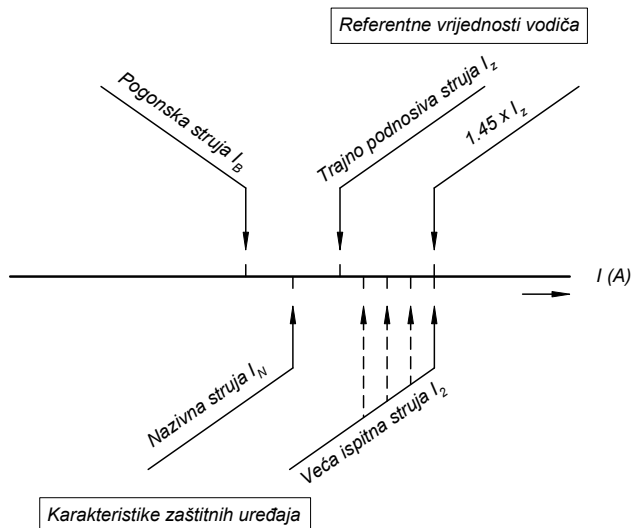 Referentne vrijednosti vodiča
Pogonska struja I_B
Trajno podnosiva struja I_z
1.45 x I_z
I (A)
Nazivna struja I_N
Veća ispitna struja I_2
Karakteristike zaštitnih uređaja